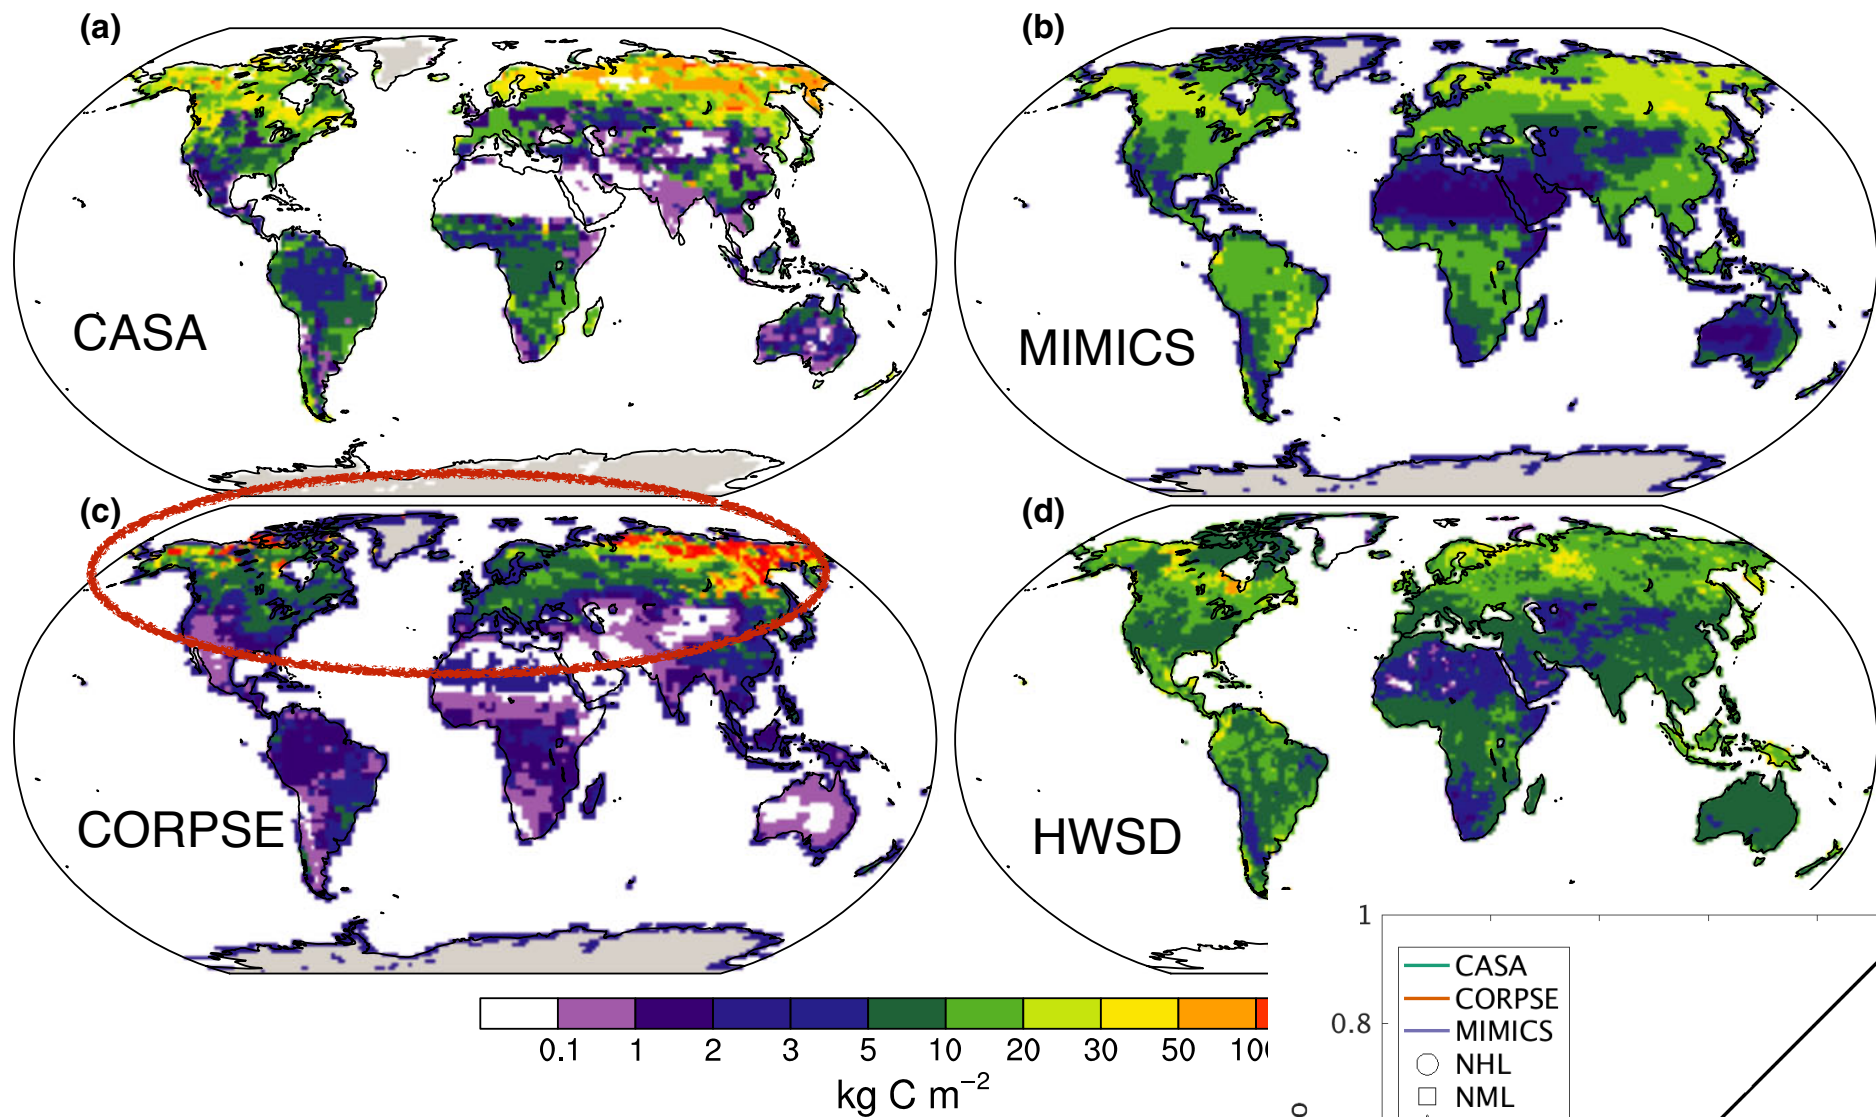 (a)
CASA
(b)
MIMICS
(c)
CORPSE
(d)
HWSD
0.1 1 2 3 5 10 20 30 50
kg C m⁻²
1
0.8
CASA
CORPSE
MIMICS
NHL
NML